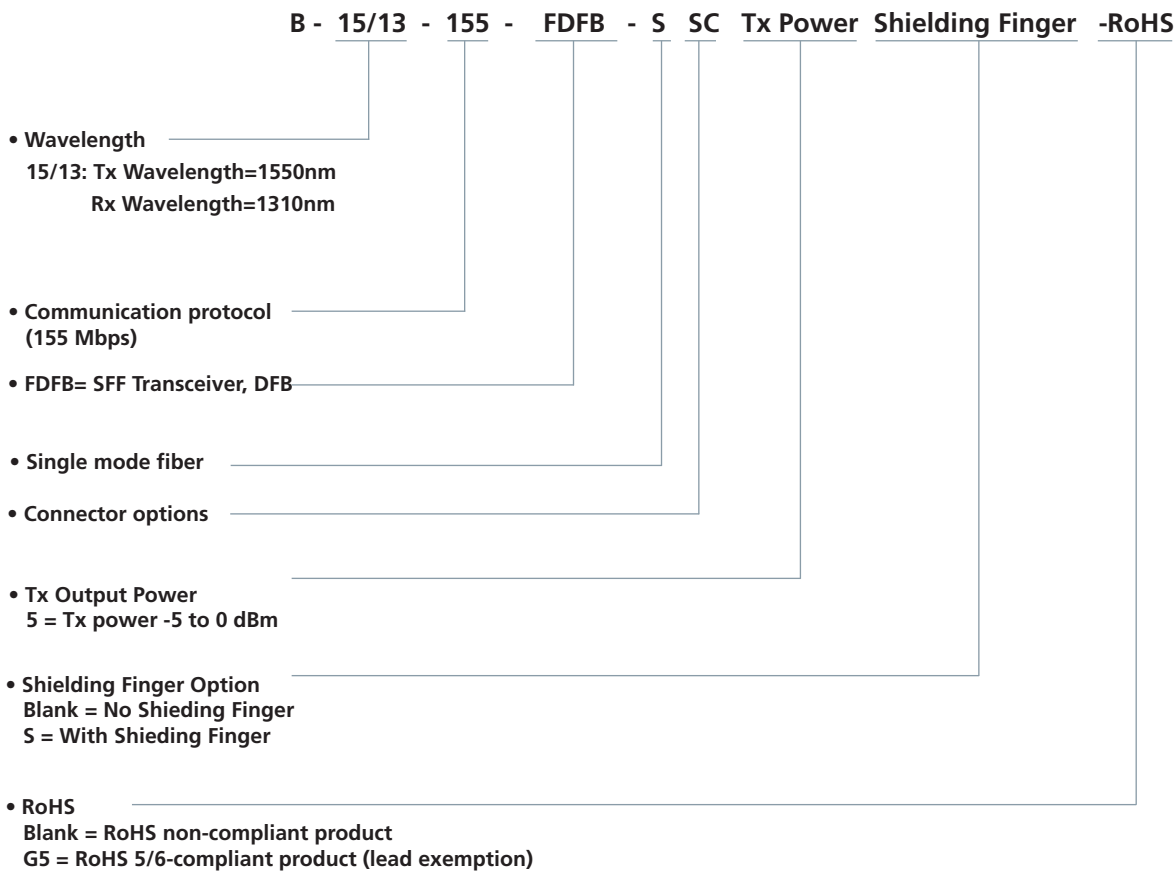 B - 15/13 - 155 - FDFB - S SC Tx Power Shielding Finger -RoHS
• Wavelength
15/13: Tx Wavelength=1550nm
Rx Wavelength=1310nm
• Communication protocol
(155 Mbps)
• FDFB= SFF Transceiver, DFB
• Single mode fiber
• Connector options
• Tx Output Power
5 = Tx power -5 to 0 dBm
• Shielding Finger Option
Blank = No Shieding Finger
S = With Shieding Finger
• RoHS
Blank = RoHS non-compliant product
G5 = RoHS 5/6-compliant product (lead exemption)